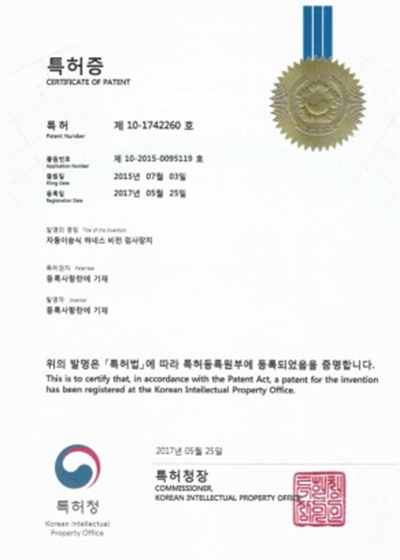 특허증
CERTIFICATE OF PATENT
특 허 제 10-1742260 호
Patent Number
출원번호 제 10-2015-0095119 호
Application Number
출원일 2015년 07월 03일
Filing Date
등록일 2017년 05월 25일
Registration Date
발명의 명칭 Title of the Invention
자동이송식 하네스 비전 검사장치
특허권자 Patentee
등록사항란에 기재
발명자 Inventor
등록사항란에 기재
위의 발명은 「특허법」에 따라 특허등록원부에 등록되었음을 증명합니다.
This is to certify that, in accordance with the Patent Act, a patent for the invention
has been registered at the Korean Intellectual Property Office.
2017년 05월 25일
특허청장
COMMISSIONER,
KOREAN INTELLECTUAL PROPERTY OFFICE
특허청
Korean Intellectual
Property Office